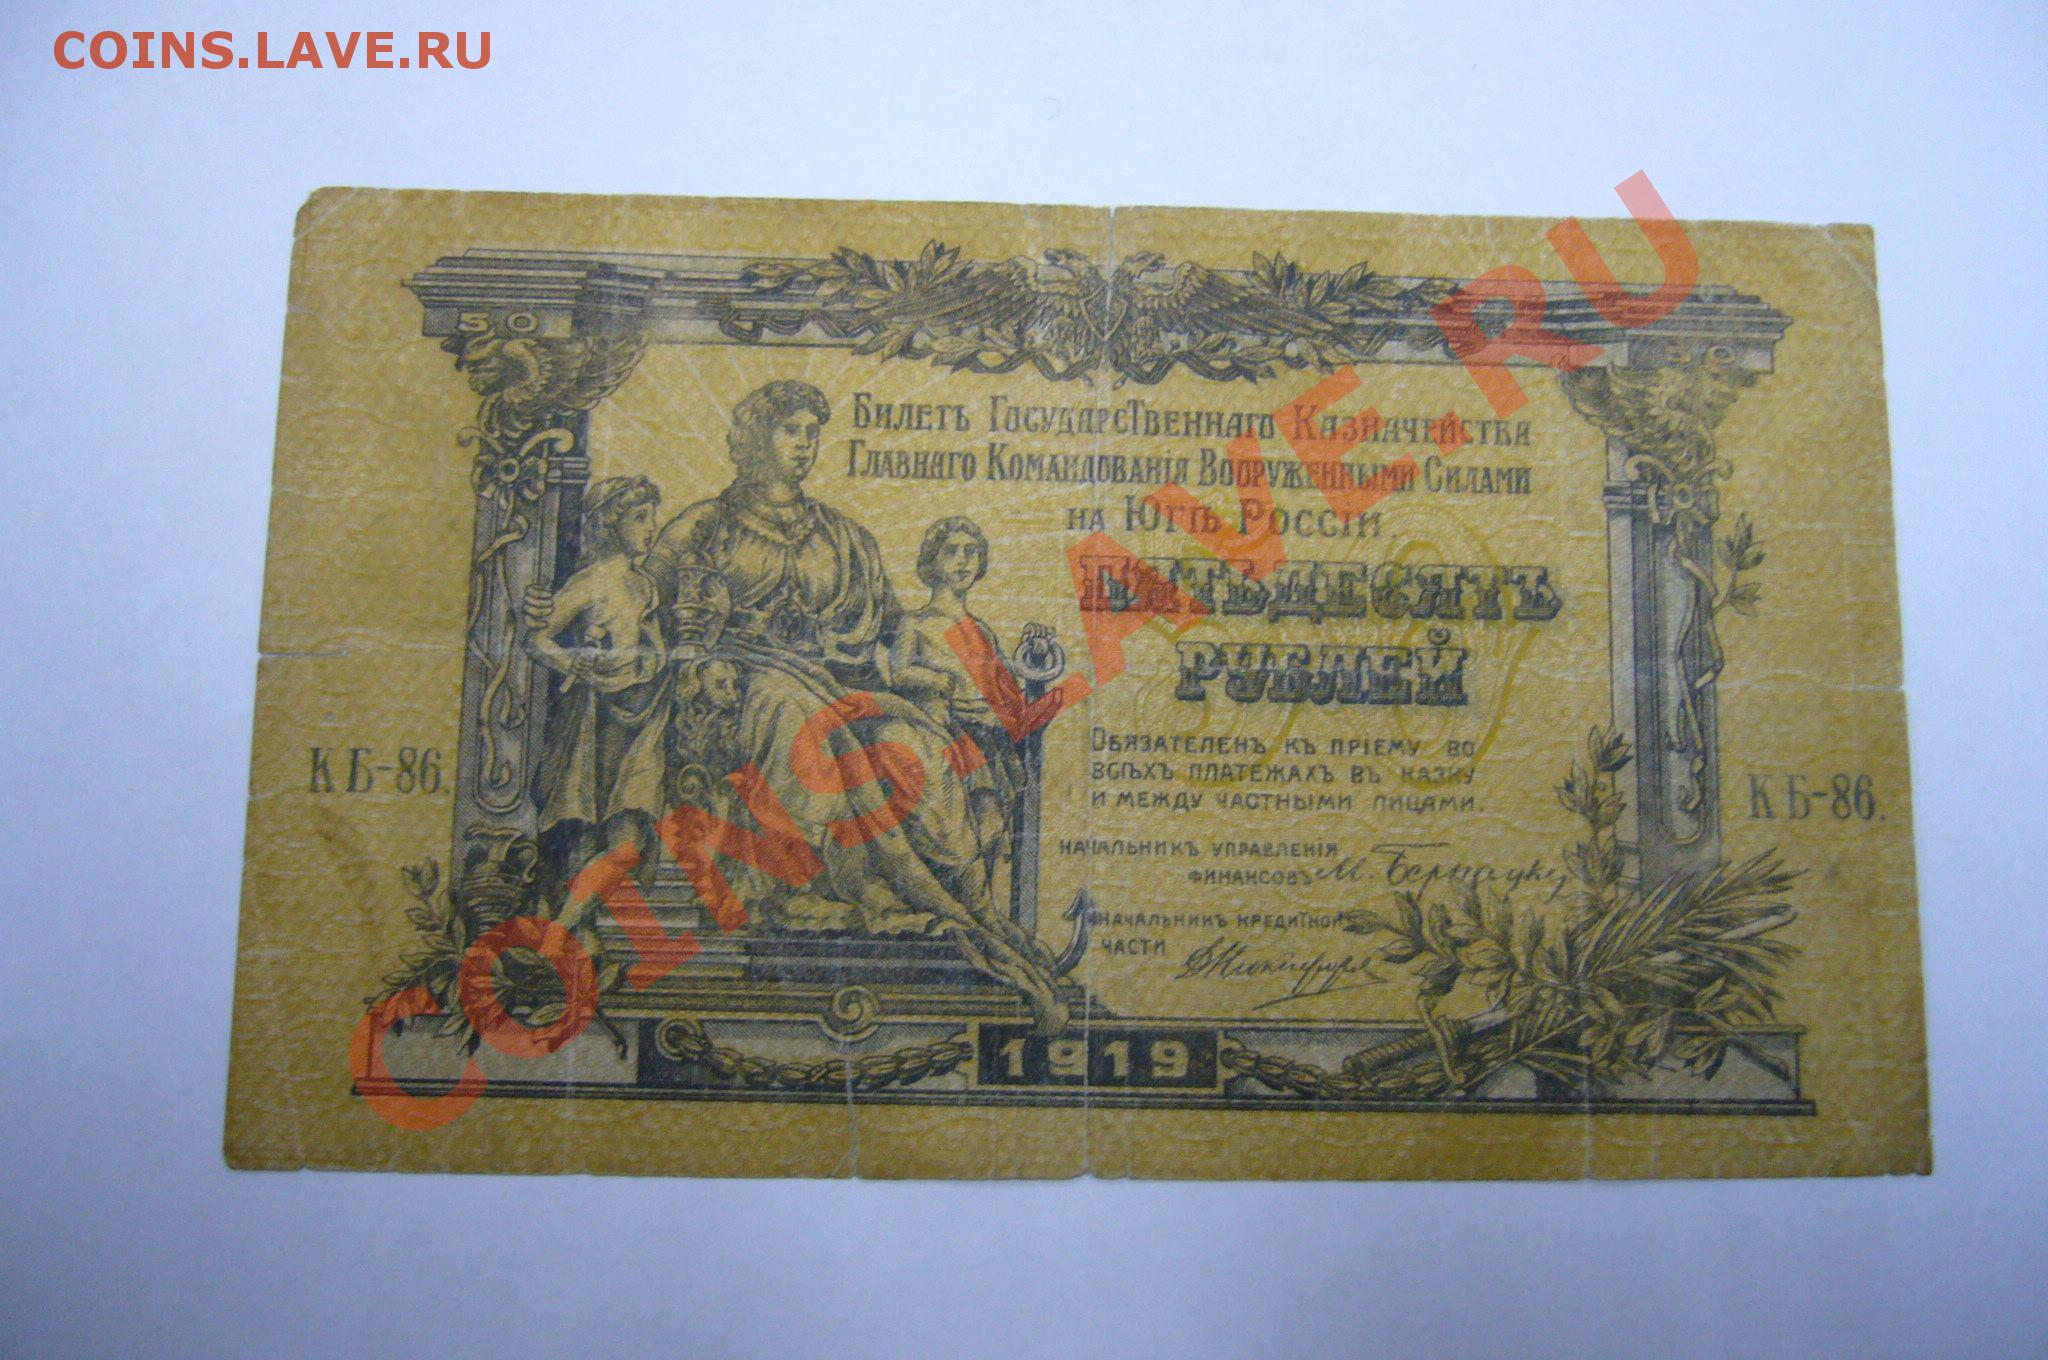 COINS.LAVE.RU
50
50
Билетъ Государственнаго Казначейства
Главнаго Командованія Вооруженными Силами
на Югѣ Россіи.
ПЯТЬДЕСЯТЪ
РУБЛЕЙ
Обязателенъ къ пріему во
всѣхъ платежахъ въ казну
и между частными лицами.
КБ-86.
КБ-86.
Начальникъ управленія
финансовъ М. Бернацкій
Начальникъ кредитной
части
1919
COINS.LAVE.RU